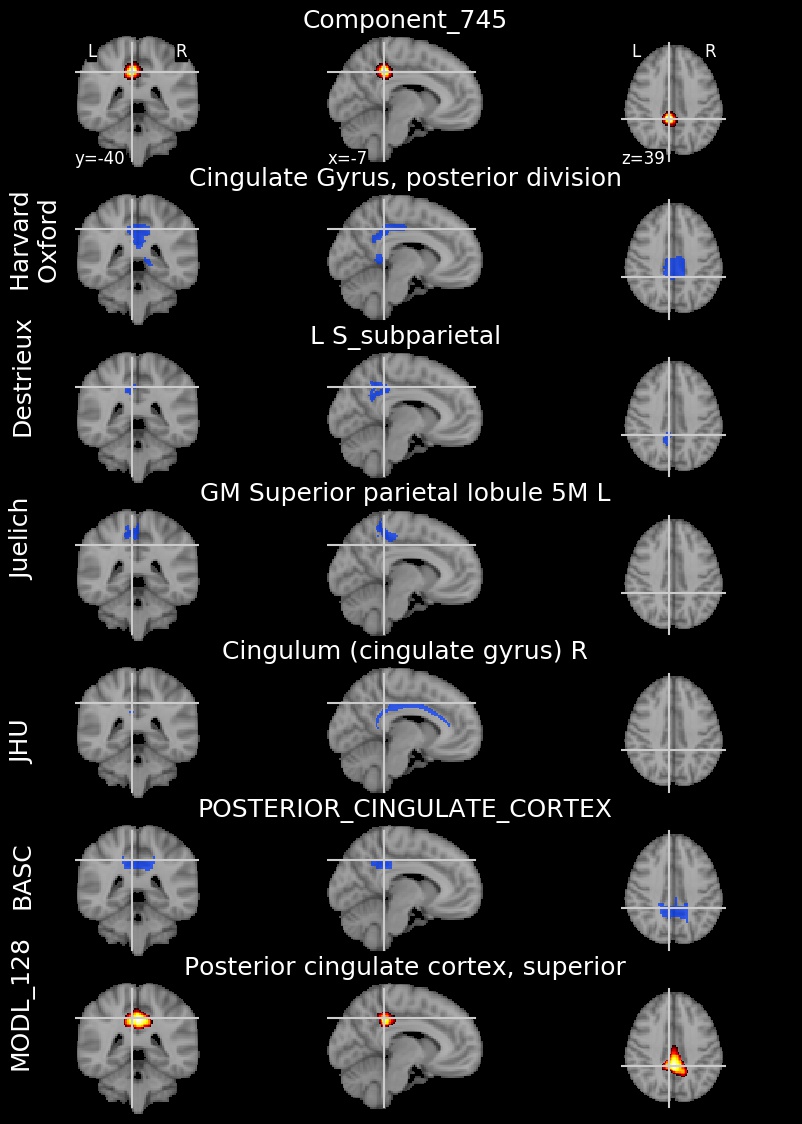 Component_745
L R L R
y=-40 x=-7 z=39
Cingulate Gyrus, posterior division
Harvard
Oxford
L S_subparietal
Destrieux
GM Superior parietal lobule 5M L
Juelich
Cingulum (cingulate gyrus) R
JHU
POSTERIOR_CINGULATE_CORTEX
BASC
Posterior cingulate cortex, superior
MODL_128